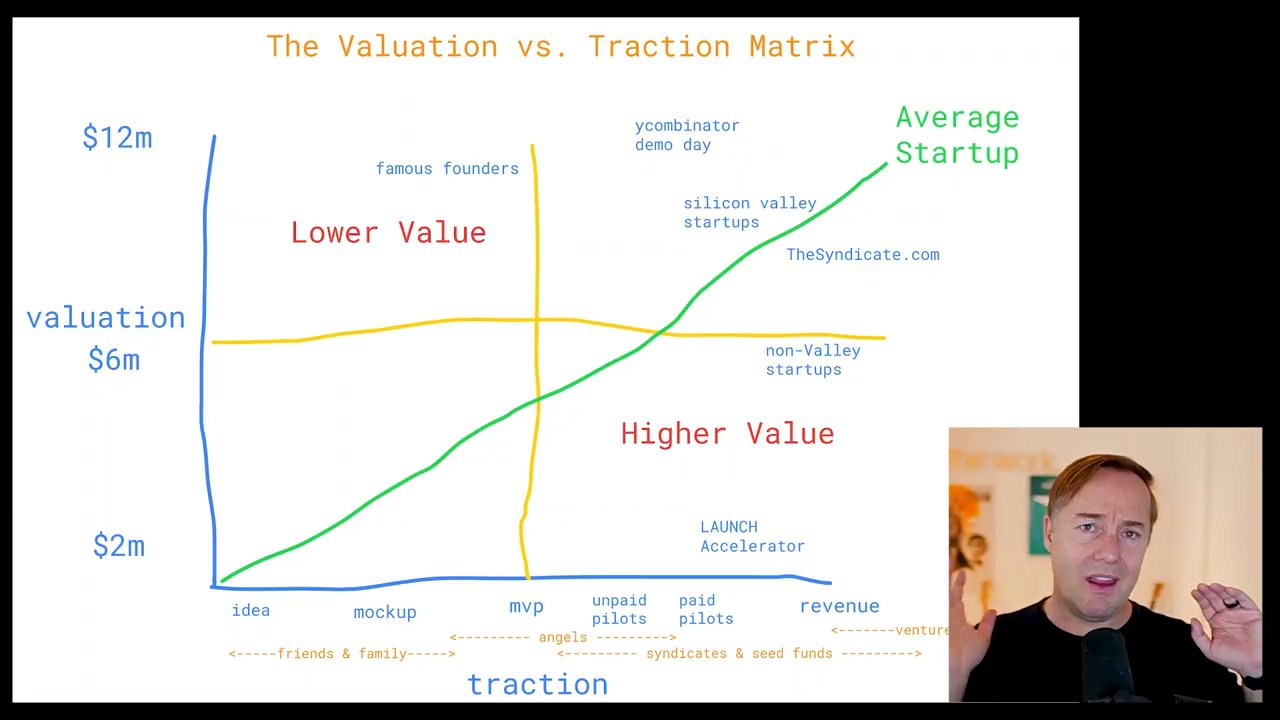 The Valuation vs. Traction Matrix
$12m
valuation
$6m
$2m
famous founders
Lower Value
ycombinator
demo day
Average
Startup
silicon valley
startups
TheSyndicate.com
non-Valley
startups
Higher Value
LAUNCH
Accelerator
idea
mockup
mvp
unpaid
pilots
paid
pilots
revenue
<--------- angels --------->
<-------venture
<-----friends & family----->
<--------- syndicates & seed funds --------->
traction